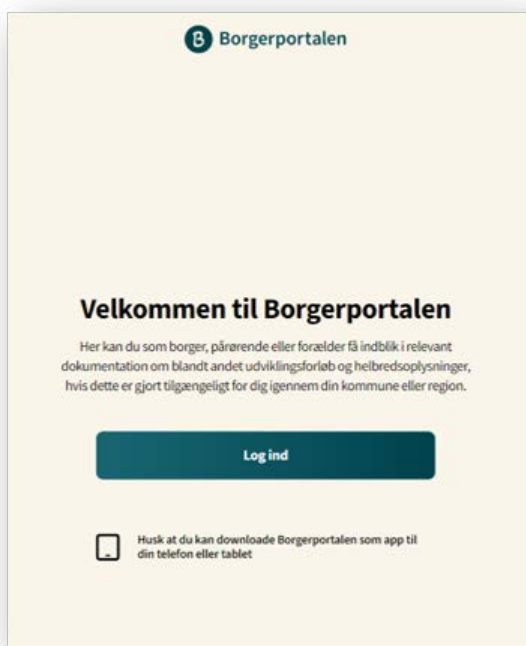 Borgerportalen
Velkommen til Borgerportalen
Her kan du som borger, pårørende eller forælder få indblik i relevant
dokumentation om blandt andet udviklingsforløb og helbredsoplysninger,
hvis dette er gjort tilgængeligt for dig igennem din kommune eller region.
Log ind
Husk at du kan downloade Borgerportalen som app til
din telefon eller tablet